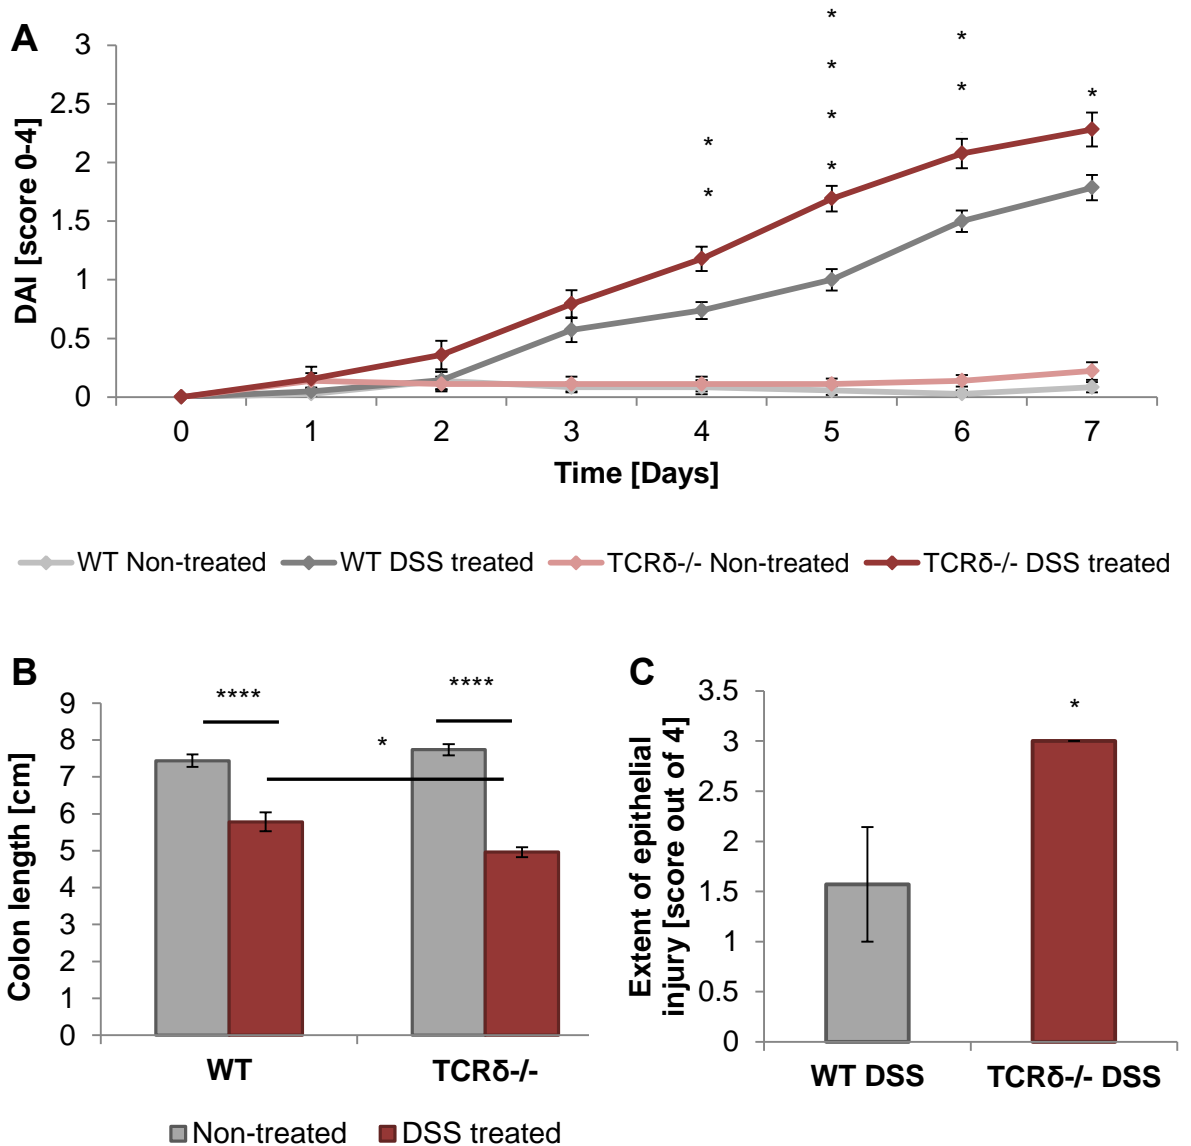 A
3
2.5
2
1.5
1
0.5
0
DAI [score 0-4]
* * * *
* *
* *
*
0 1 2 3 4 5 6 7
Time [Days]
WT Non-treated WT DSS treated TCRδ-/- Non-treated TCRδ-/- DSS treated
B
9
8
7
6
5
4
3
2
1
0
Colon length [cm]
**** ****
*
WT TCRδ-/-
Non-treated DSS treated
C
3.5
3
2.5
2
1.5
1
0.5
0
Extent of epithelial
injury [score out of 4]
*
WT DSS TCRδ-/- DSS